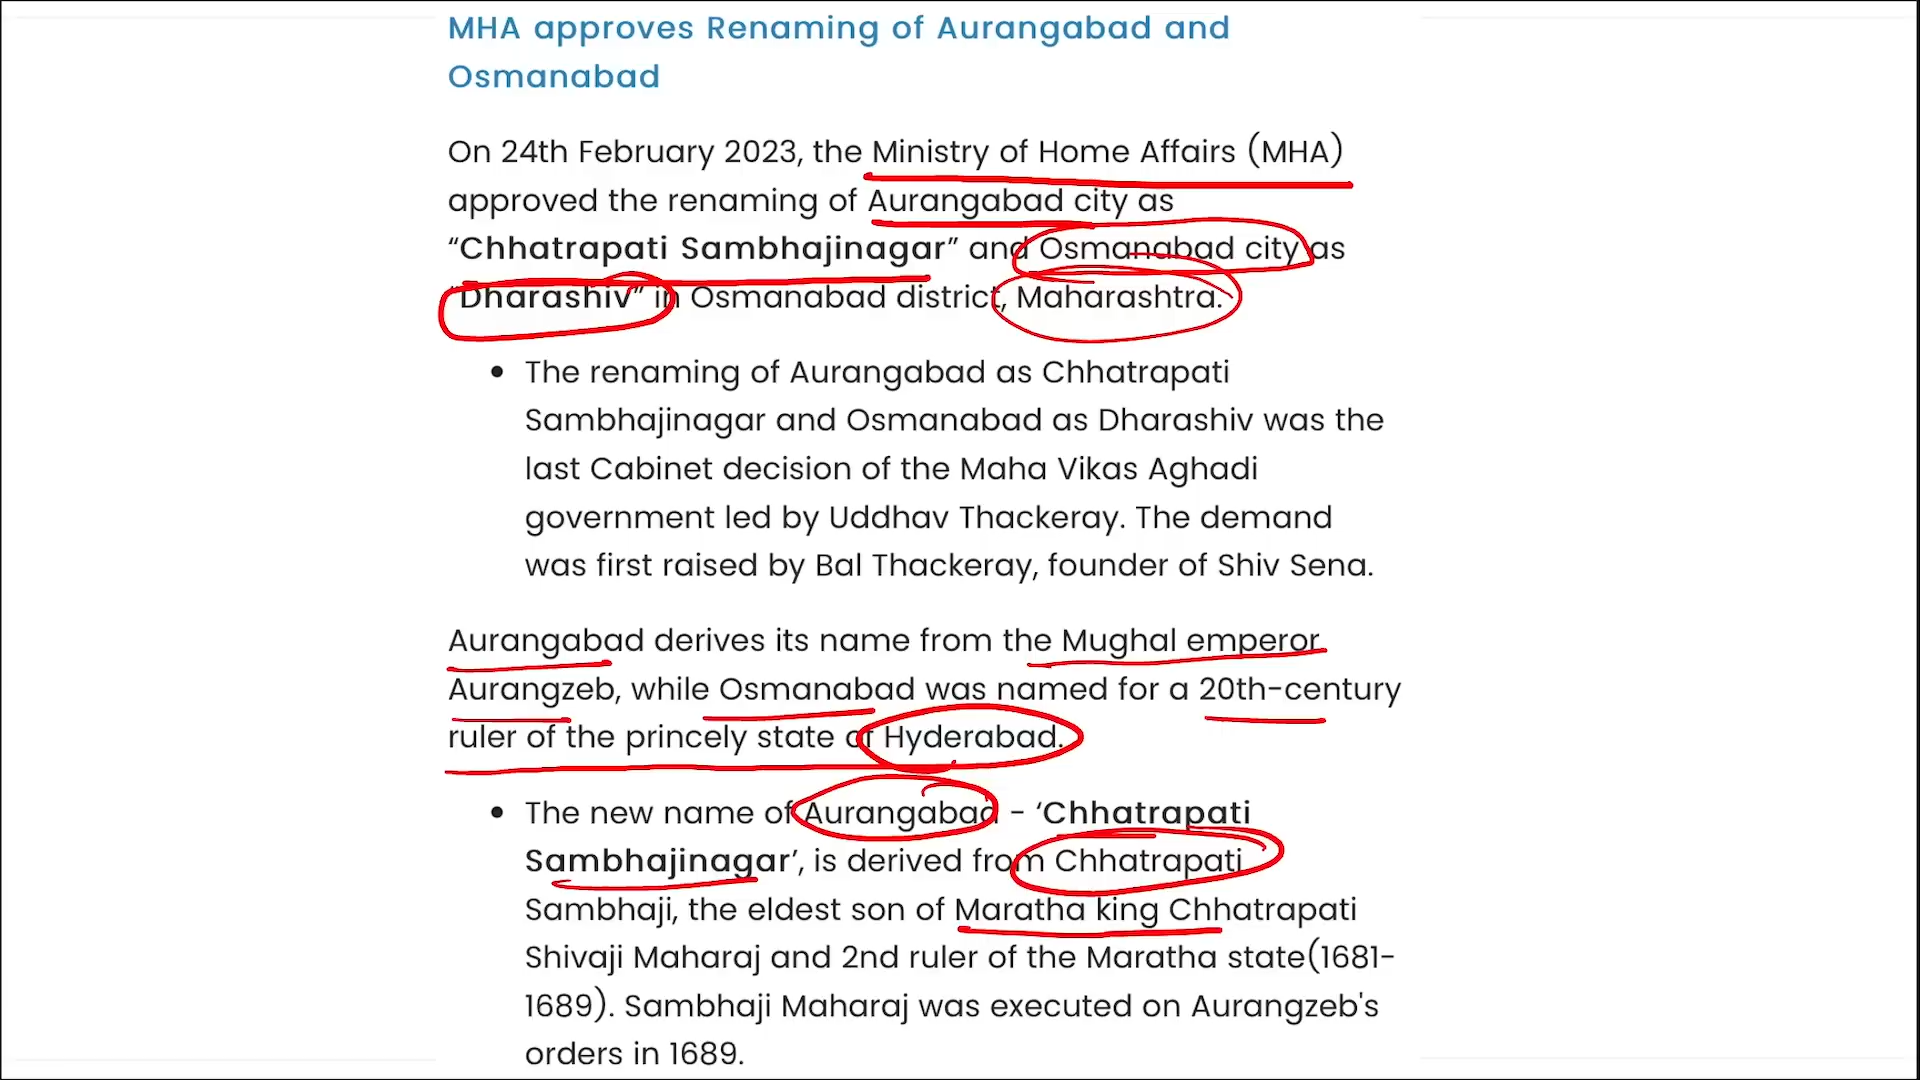 MHA approves Renaming of Aurangabad and
Osmanabad
On 24th February 2023, the Ministry of Home Affairs (MHA)
approved the renaming of Aurangabad city as
“Chhatrapati Sambhajinagar” and Osmanabad city as
“Dharashiv” in Osmanabad district, Maharashtra.
• The renaming of Aurangabad as Chhatrapati
Sambhajinagar and Osmanabad as Dharashiv was the
last Cabinet decision of the Maha Vikas Aghadi
government led by Uddhav Thackeray. The demand
was first raised by Bal Thackeray, founder of Shiv Sena.
Aurangabad derives its name from the Mughal emperor
Aurangzeb, while Osmanabad was named for a 20th-century
ruler of the princely state of Hyderabad.
• The new name of Aurangabad - ‘Chhatrapati
Sambhajinagar’, is derived from Chhatrapati
Sambhaji, the eldest son of Maratha king Chhatrapati
Shivaji Maharaj and 2nd ruler of the Maratha state(1681-
1689). Sambhaji Maharaj was executed on Aurangzeb's
orders in 1689.